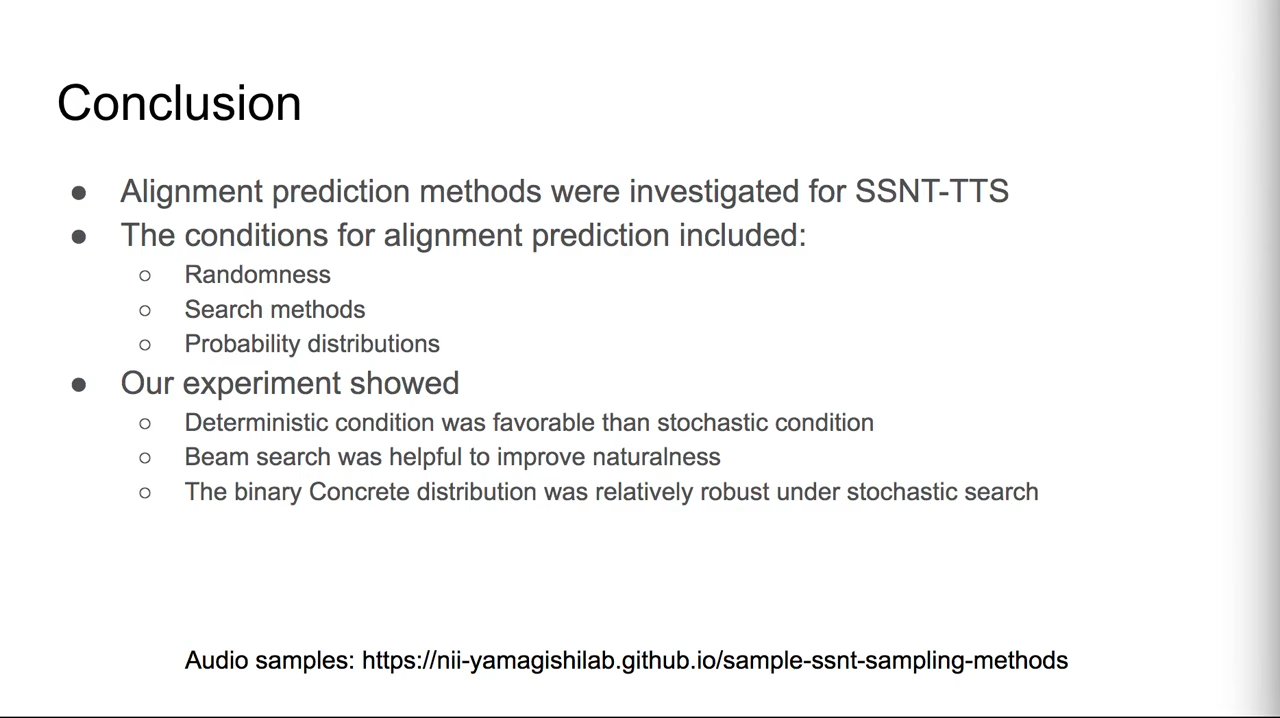 Conclusion
● Alignment prediction methods were investigated for SSNT-TTS
● The conditions for alignment prediction included:
○ Randomness
○ Search methods
○ Probability distributions
● Our experiment showed
○ Deterministic condition was favorable than stochastic condition
○ Beam search was helpful to improve naturalness
○ The binary Concrete distribution was relatively robust under stochastic search
Audio samples: https://nii-yamagishilab.github.io/sample-ssnt-sampling-methods